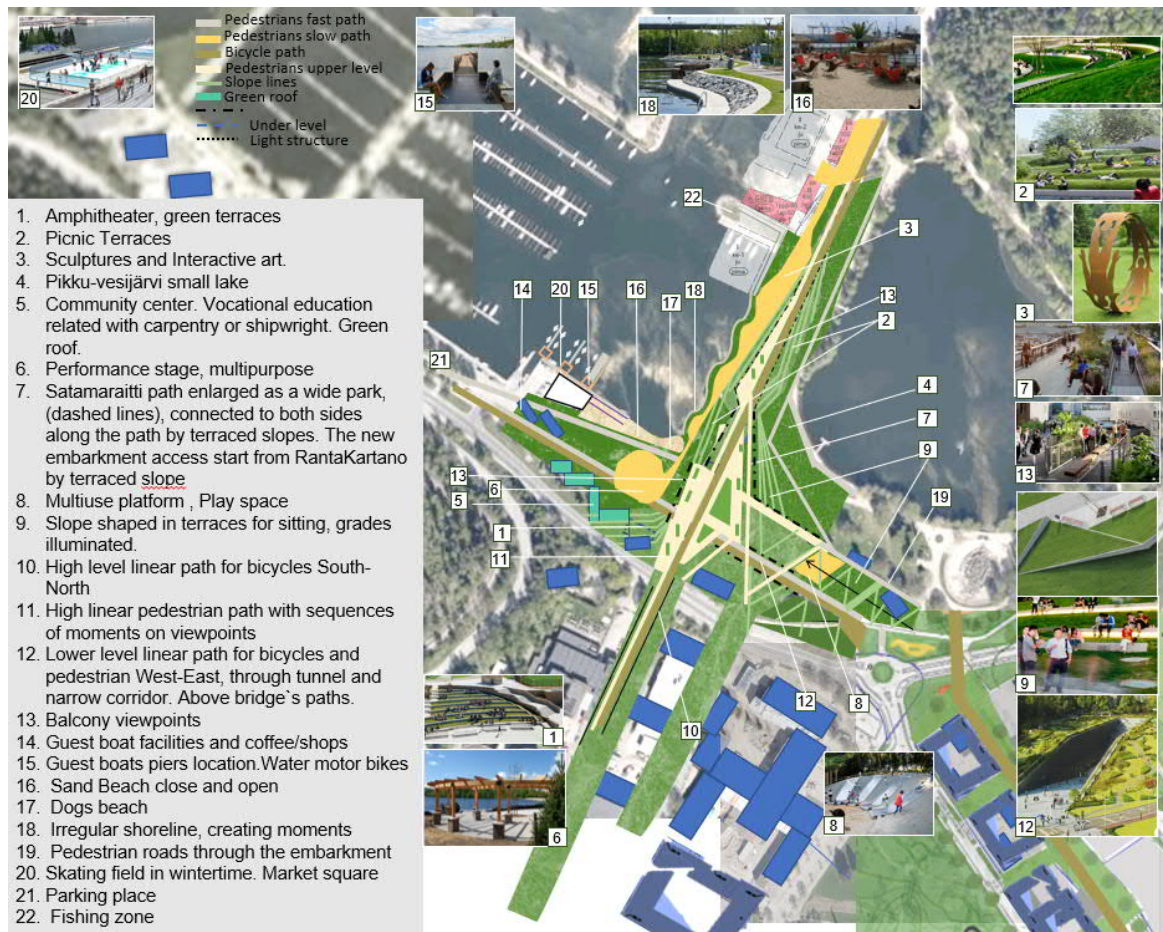 Pedestrians fast path
Pedestrians slow path
Bicycle path
Pedestrians upper level
Slope lines
Green roof
Under level
Light structure
20
15
18
16
2
3
7
13
9
12
1. Amphitheater, green terraces
2. Picnic Terraces
3. Sculptures and Interactive art.
4. Pikku-vesijärvi small lake
5. Community center. Vocational education
related with carpentry or shipwright. Green
roof.
6. Performance stage, multipurpose
7. Satamaraitti path enlarged as a wide park,
(dashed lines), connected to both sides
along the path by terraced slopes. The new
embarkment access start from RantaKartano
by terraced slope
8. Multiuse platform , Play space
9. Slope shaped in terraces for sitting, grades
illuminated.
10. High level linear path for bicycles South-
North
11. High linear pedestrian path with sequences
of moments on viewpoints
12. Lower level linear path for bicycles and
pedestrian West-East, through tunnel and
narrow corridor. Above bridge`s paths.
13. Balcony viewpoints
14. Guest boat facilities and coffee/shops
15. Guest boats piers location.Water motor bikes
16. Sand Beach close and open
17. Dogs beach
18. Irregular shoreline, creating moments
19. Pedestrian roads through the embarkment
20. Skating field in wintertime. Market square
21. Parking place
22. Fishing zone
22
3
14
20
15
16
17
18
13
2
21
4
7
9
19
13
6
5
1
11
12
8
10
1
6
8